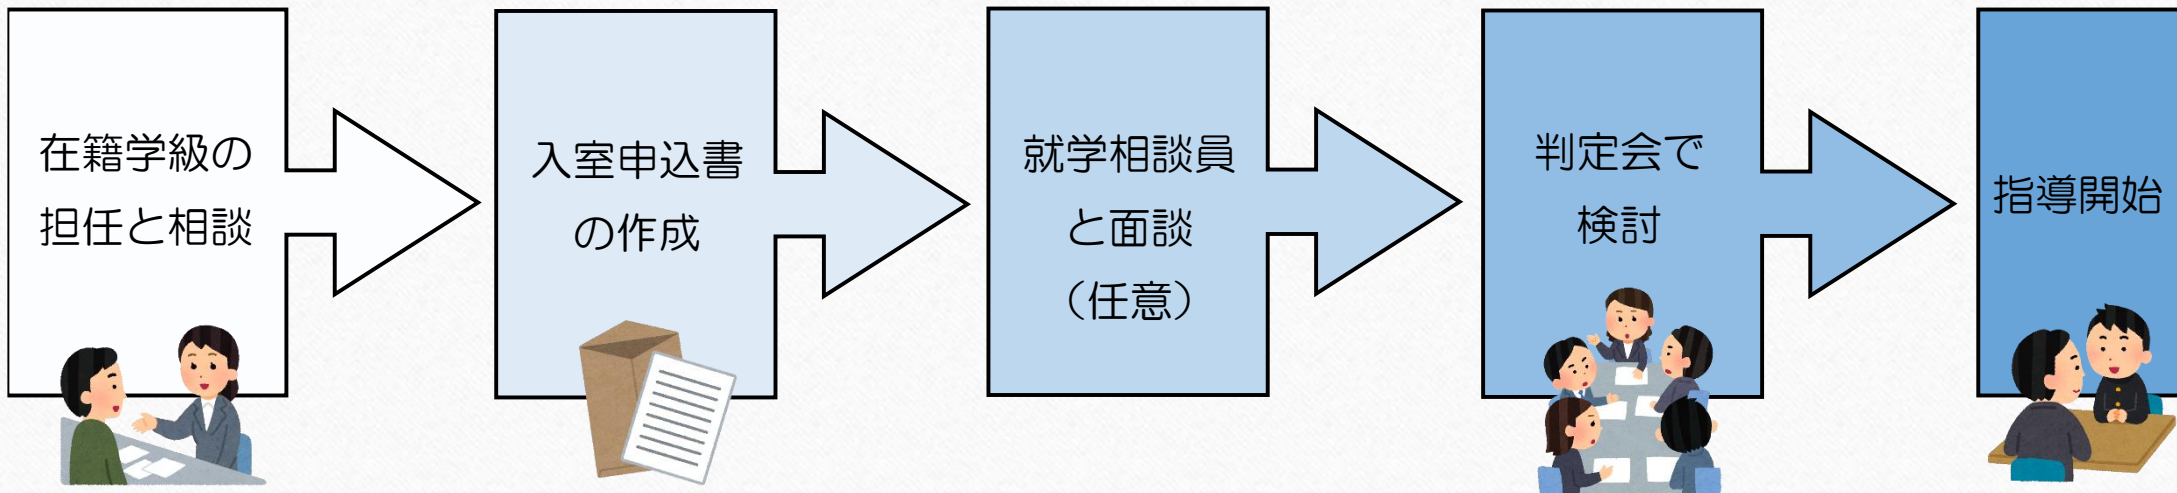 在籍学級の
担任と相談
入室申込書
の作成
就学相談員
と面談
（任意）
判定会で
検討
指導開始